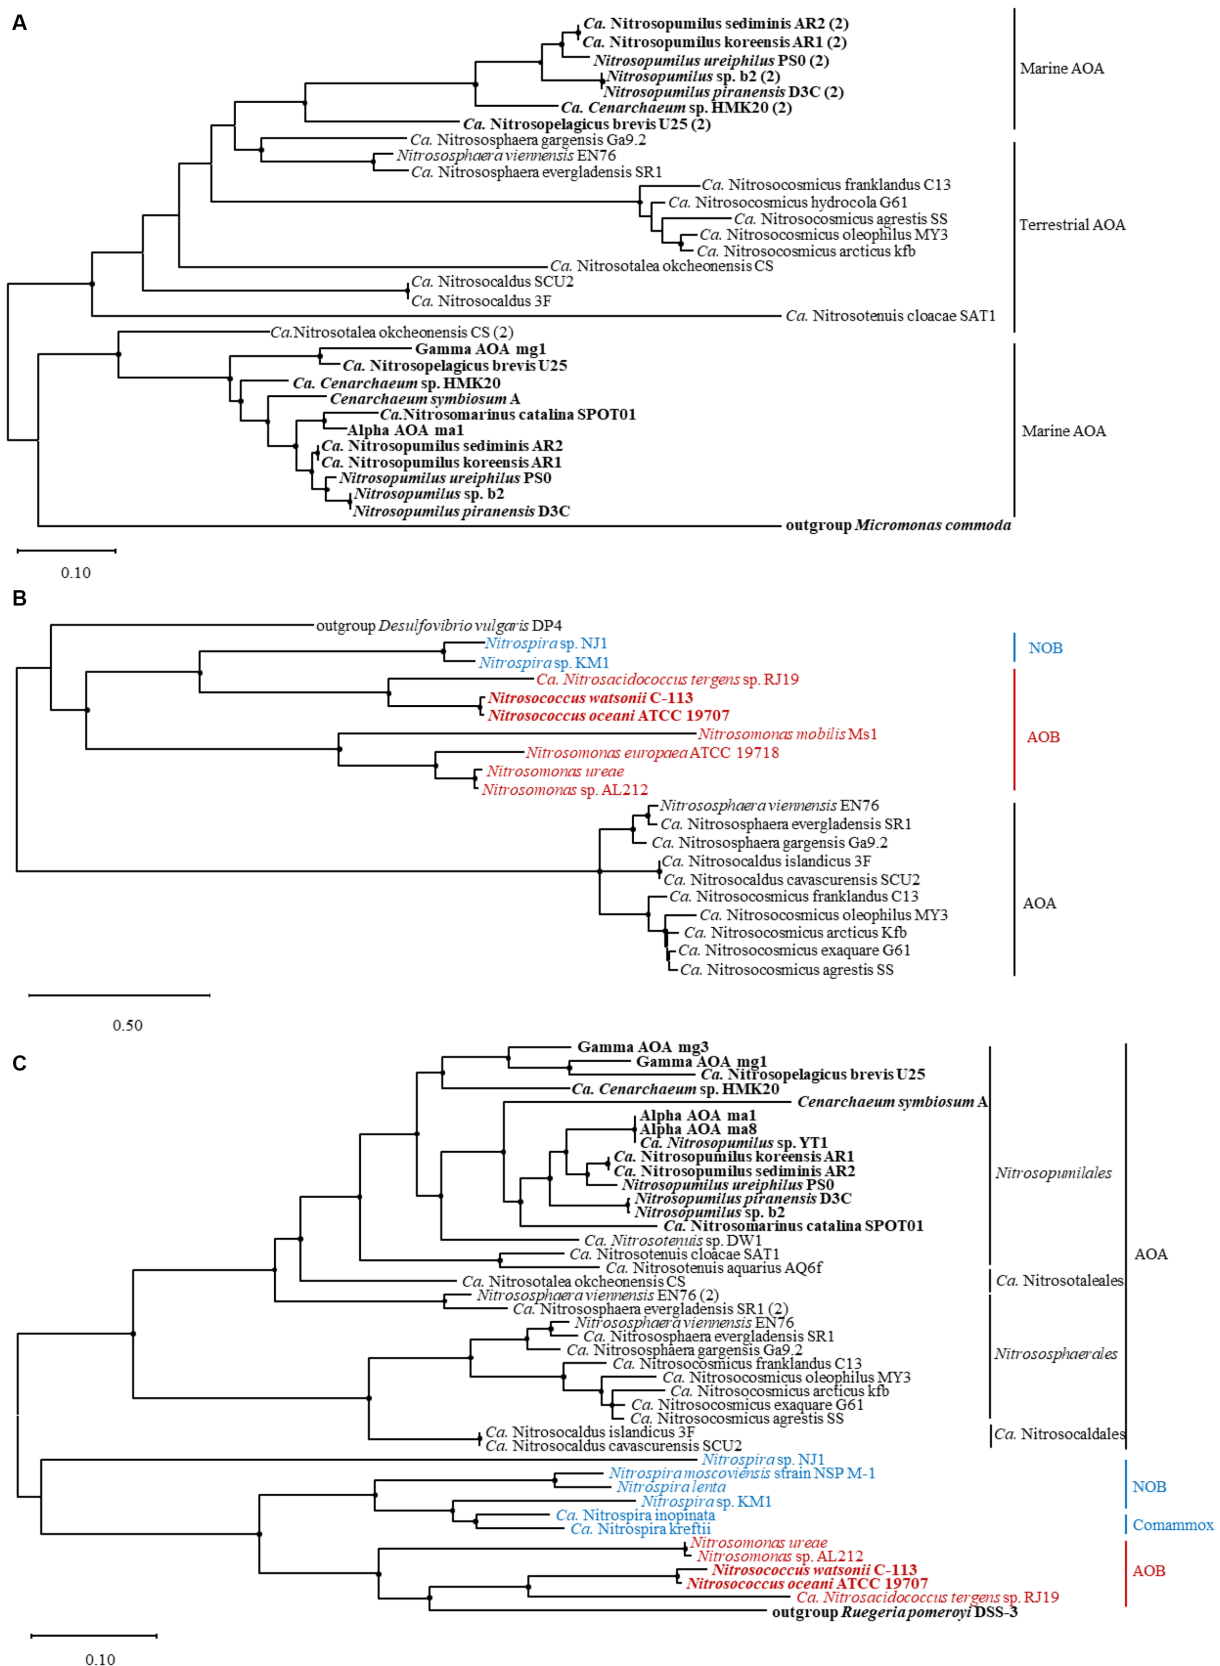 A
Ca. Nitrosopumilus sediminis AR2 (2)
Ca. Nitrosopumilus koreensis AR1 (2)
Nitrosopumilus ureiphilus PS0 (2)
Nitrosopumilus sp. b2 (2)
Nitrosopumilus piranensis D3C (2)
Ca. Cenarchaeum sp. HMK20 (2)
Ca. Nitrosopelagicus brevis U25 (2)
Marine AOA
Ca. Nitrososphaera gargensis Ga9.2
Nitrososphaera viennensis EN76
Ca. Nitrososphaera evergladensis SR1
Ca. Nitrosocosmicus franklandus C13
Ca. Nitrosocosmicus hydrocola G61
Ca. Nitrosocosmicus agrestis SS
Ca. Nitrosocosmicus oleophilus MY3
Ca. Nitrosocosmicus arcticus kfb
Ca. Nitrosotalea okcheonensis CS
Ca. Nitrosocaldus SCU2
Ca. Nitrosocaldus 3F
Ca. Nitrosotenuis cloacae SAT1
Terrestrial AOA
Ca.Nitrosotalea okcheonensis CS (2)
Gamma AOA mg1
Ca. Nitrosopelagicus brevis U25
Ca. Cenarchaeum sp. HMK20
Cenarchaeum symbiosum A
Ca.Nitrosomarinus catalina SPOT01
Alpha AOA ma1
Ca. Nitrosopumilus sediminis AR2
Ca. Nitrosopumilus koreensis AR1
Nitrosopumilus ureiphilus PS0
Nitrosopumilus sp. b2
Nitrosopumilus piranensis D3C
Marine AOA
outgroup Micromonas commoda
0.10
B
outgroup Desulfovibrio vulgaris DP4
Nitrospira sp. NJ1
Nitrospira sp. KM1
NOB
Ca. Nitrosacidococcus tergens sp. RJ19
Nitrosococcus watsonii C-113
Nitrosococcus oceani ATCC 19707
Nitrosomonas mobilis Ms1
Nitrosomonas europaea ATCC 19718
Nitrosomonas ureae
Nitrosomonas sp. AL212
AOB
Nitrososphaera viennensis EN76
Ca. Nitrososphaera evergladensis SR1
Ca. Nitrososphaera gargensis Ga9.2
Ca. Nitrosocaldus islandicus 3F
Ca. Nitrosocaldus cavascurensis SCU2
Ca. Nitrosocosmicus franklandus C13
Ca. Nitrosocosmicus oleophilus MY3
Ca. Nitrosocosmicus arcticus Kfb
Ca. Nitrosocosmicus exaquare G61
Ca. Nitrosocosmicus agrestis SS
AOA
0.50
C
Gamma AOA mg3
Gamma AOA mg1
Ca. Nitrosopelagicus brevis U25
Ca. Cenarchaeum sp. HMK20
Cenarchaeum symbiosum A
Alpha AOA ma1
Alpha AOA ma8
Ca. Nitrosopumilus sp. YT1
Ca. Nitrosopumilus koreensis AR1
Ca. Nitrosopumilus sediminis AR2
Nitrosopumilus ureiphilus PS0
Nitrosopumilus piranensis D3C
Nitrosopumilus sp. b2
Ca. Nitrosomarinus catalina SPOT01
Ca. Nitrosotenuis sp. DW1
Ca. Nitrosotenuis cloacae SAT1
Ca. Nitrosotenuis aquarius AQ6f
Nitrosopumilales
Ca. Nitrosotalea okcheonensis CS
Ca. Nitrosotaleales
Nitrososphaera viennensis EN76 (2)
Ca. Nitrososphaera evergladensis SR1 (2)
Nitrososphaera viennensis EN76
Ca. Nitrososphaera evergladensis SR1
Ca. Nitrososphaera gargensis Ga9.2
Ca. Nitrosocosmicus franklandus C13
Ca. Nitrosocosmicus oleophilus MY3
Ca. Nitrosocosmicus arcticus kfb
Ca. Nitrosocosmicus exaquare G61
Ca. Nitrosocosmicus agrestis SS
Nitrososphaerales
Ca. Nitrosocaldus islandicus 3F
Ca. Nitrosocaldus cavascurensis SCU2
Ca. Nitrosocaldales
AOA
Nitrospira sp. NJ1
Nitrospira moscoviensis strain NSP M-1
Nitrospira lenta
Nitrospira sp. KM1
NOB
Ca. Nitrospira inopinata
Ca. Nitrospira kreftii
Comammox
Nitrosomonas ureae
Nitrosomonas sp. AL212
Nitrosococcus watsonii C-113
Nitrosococcus oceani ATCC 19707
Ca. Nitrosacidococcus tergens sp. RJ19
AOB
outgroup Ruegeria pomeroyi DSS-3
0.10